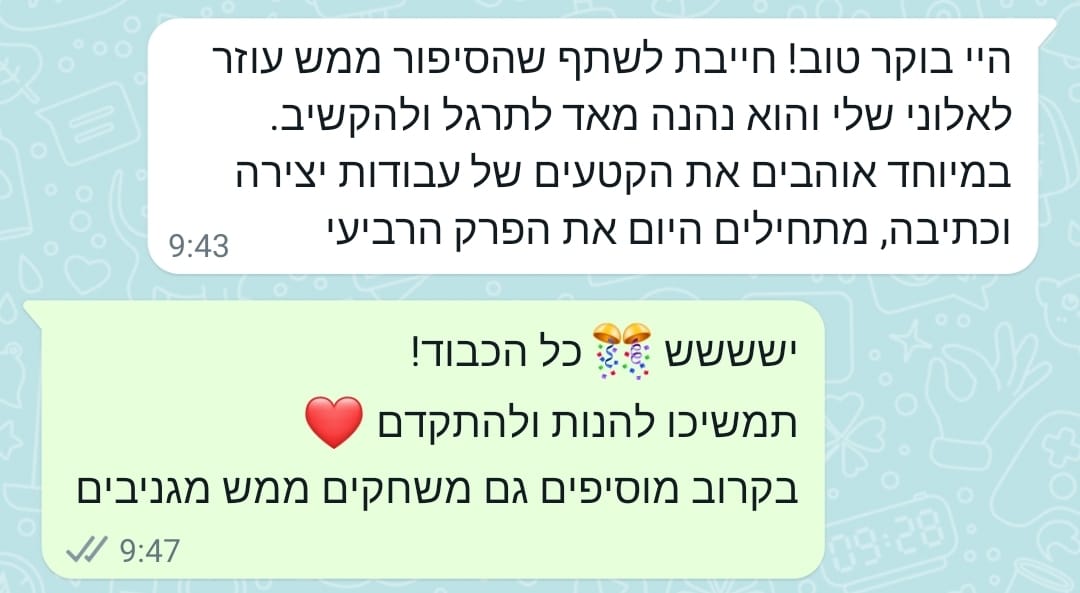 היי בוקר טוב! חייבת לשתף שהסיפור ממש עוזר
לאלוני שלי והוא נהנה מאד לתרגל ולהקשיב.
במיוחד אוהבים את הקטעים של עבודות יצירה
וכתיבה, מתחילים היום את הפרק הרביעי
9:43
יששששש 🎊 כל הכבוד!
תמשיכו להנות ולהתקדם ❤️
בקרוב מוסיפים גם משחקים ממש מגניבים
9:47
09:28